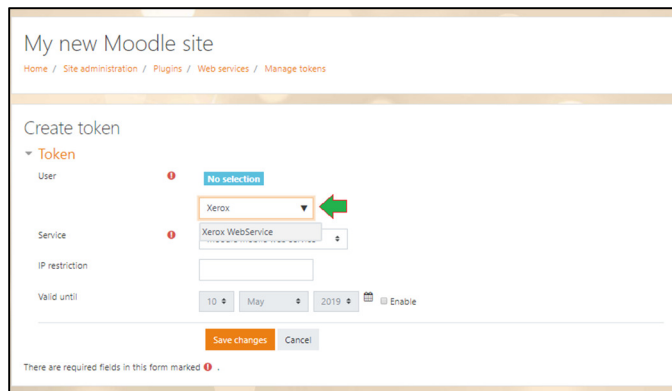 My new Moodle site
Home / Site administration / Plugins / Web services / Manage tokens
Create token
Token
User
No selection
Xerox
Xerox WebService
Service
IP restriction
Valid until
10 May 2019 Enable
Save changes Cancel
There are required fields in this form marked .